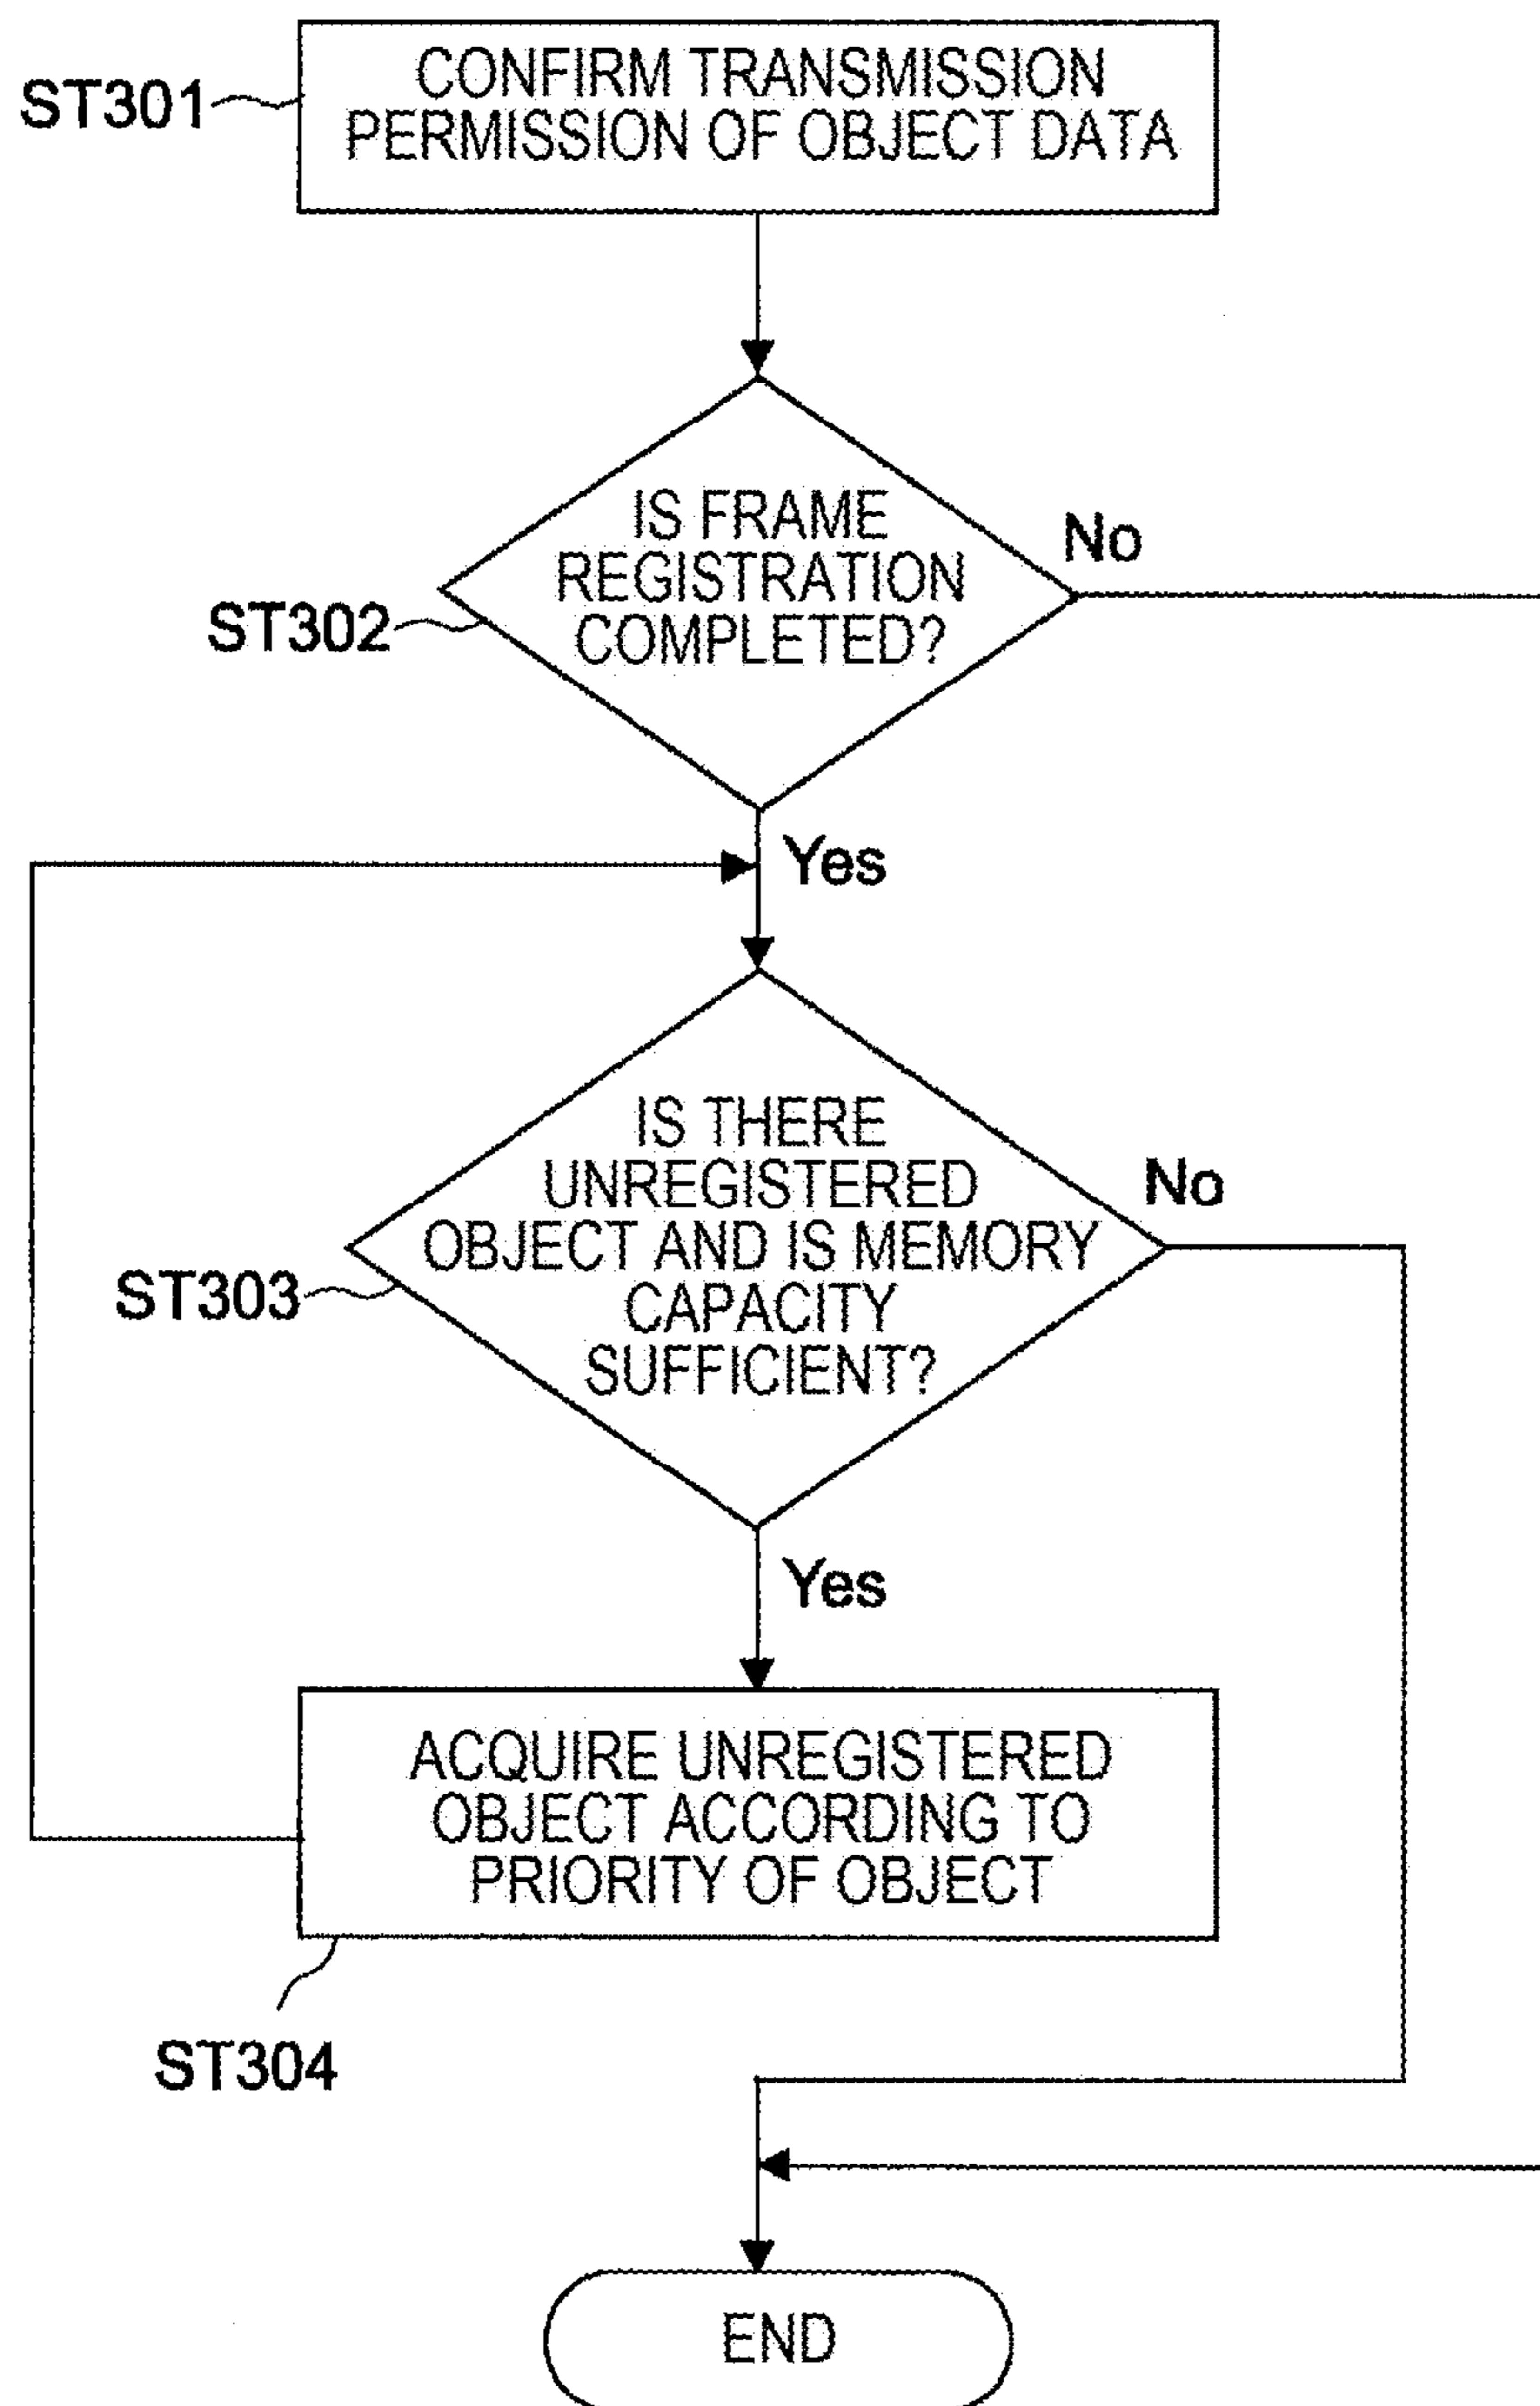 CONFIRM TRANSMISSION
PERMISSION OF OBJECT DATA
ST301
IS FRAME
REGISTRATION
COMPLETED?
No
ST302
Yes
IS THERE
UNREGISTERED
OBJECT AND IS MEMORY
CAPACITY
SUFFICIENT?
No
ST303
Yes
ACQUIRE UNREGISTERED
OBJECT ACCORDING TO
PRIORITY OF OBJECT
ST304
END